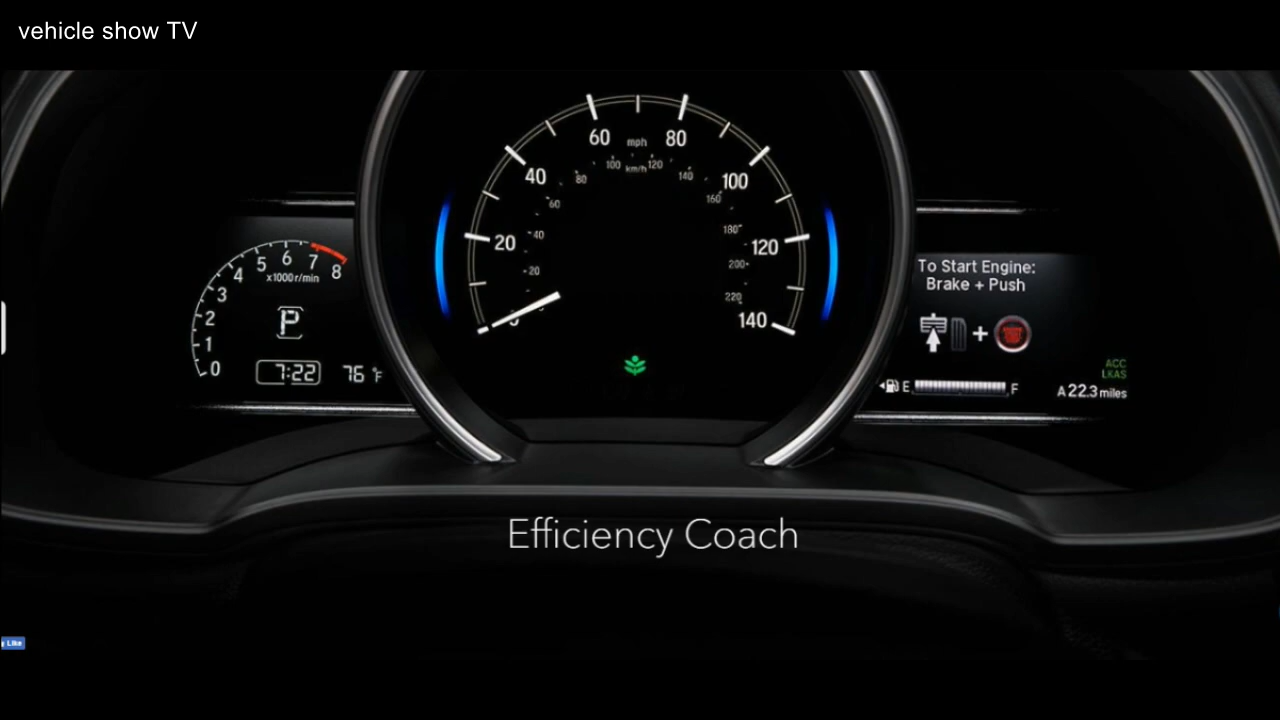 vehicle show TV
60
mph
80
100
km/h
120
40
80
140
100
60
160
20
40
180
120
20
200
220
140
5
6
7
4
8
x1000r/min
3
P
2
1
0
7:22
76 °F
To Start Engine:
Brake + Push
+
ACC
LKAS
E
F
A 22.3 miles
Efficiency Coach
Like